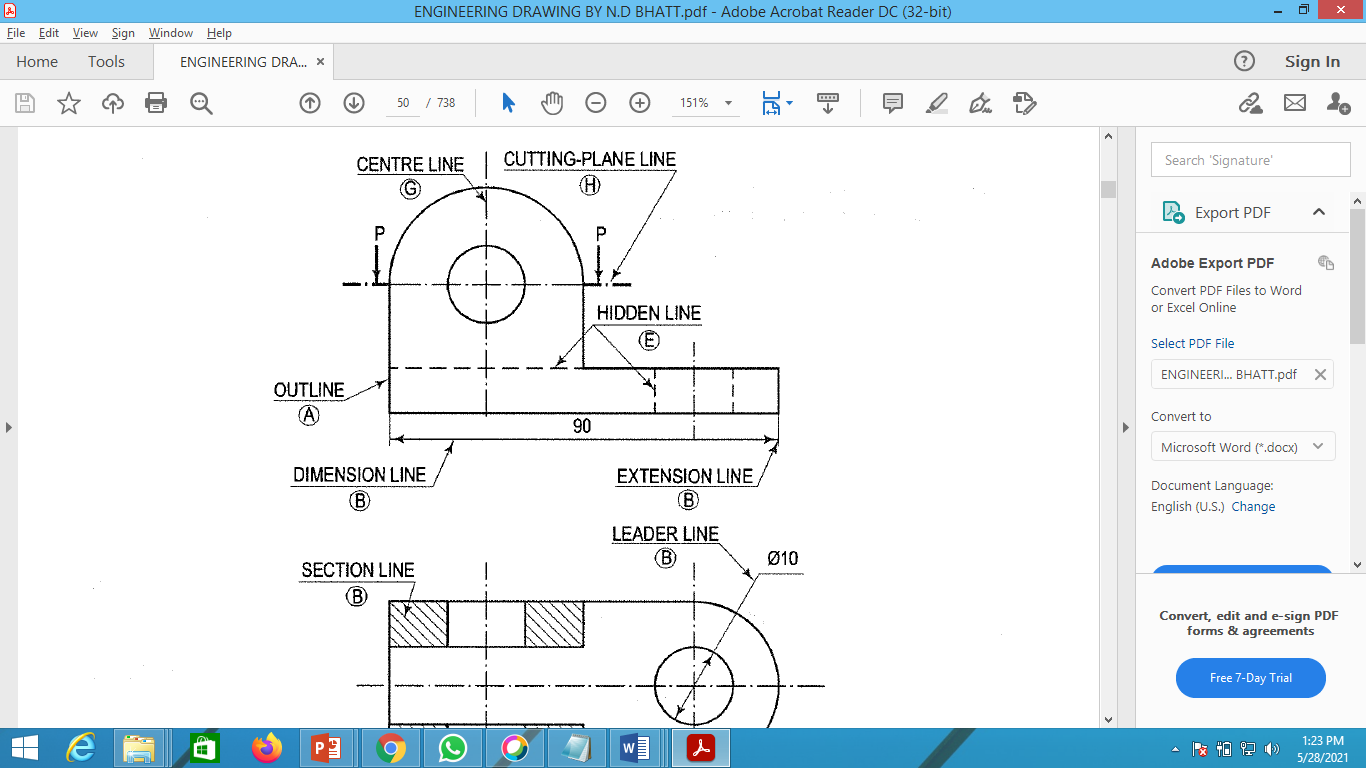 ENGINEERING DRAWING BY N.D BHATT.pdf - Adobe Acrobat Reader DC (32-bit)
File Edit View Sign Window Help
Home Tools ENGINEERING DRA... × Sign In
50 / 738 151%
CENTRE LINE
G
CUTTING-PLANE LINE
H
P P
HIDDEN LINE
E
OUTLINE
A
90
DIMENSION LINE
B
EXTENSION LINE
B
LEADER LINE
B
Ø10
SECTION LINE
B
Search 'Signature'
Export PDF
Adobe Export PDF
Convert PDF Files to Word
or Excel Online
Select PDF File
ENGINEERI... BHATT.pdf
Convert to
Microsoft Word (*.docx)
Document Language:
English (U.S.) Change
Convert, edit and e-sign PDF
forms & agreements
Free 7-Day Trial
1:23 PM
5/28/2021